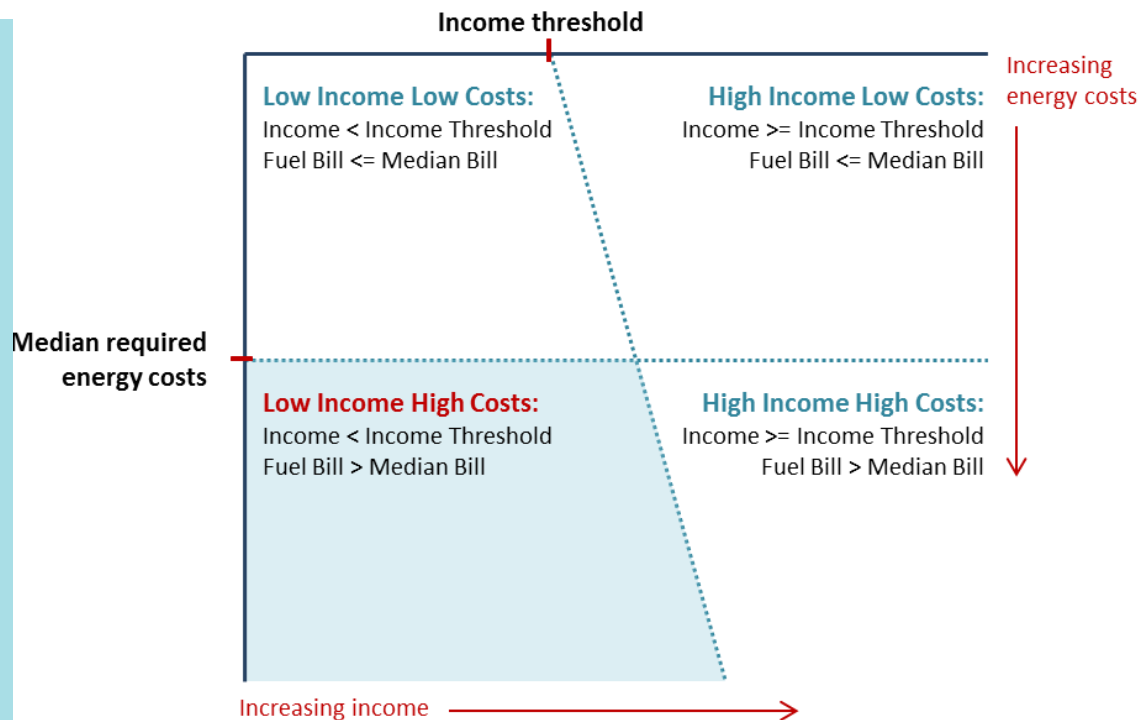 Income threshold
Increasing
energy costs
Low Income Low Costs:
Income < Income Threshold
Fuel Bill <= Median Bill
High Income Low Costs:
Income >= Income Threshold
Fuel Bill <= Median Bill
Median required
energy costs
Low Income High Costs:
Income < Income Threshold
Fuel Bill > Median Bill
High Income High Costs:
Income >= Income Threshold
Fuel Bill > Median Bill
Increasing income